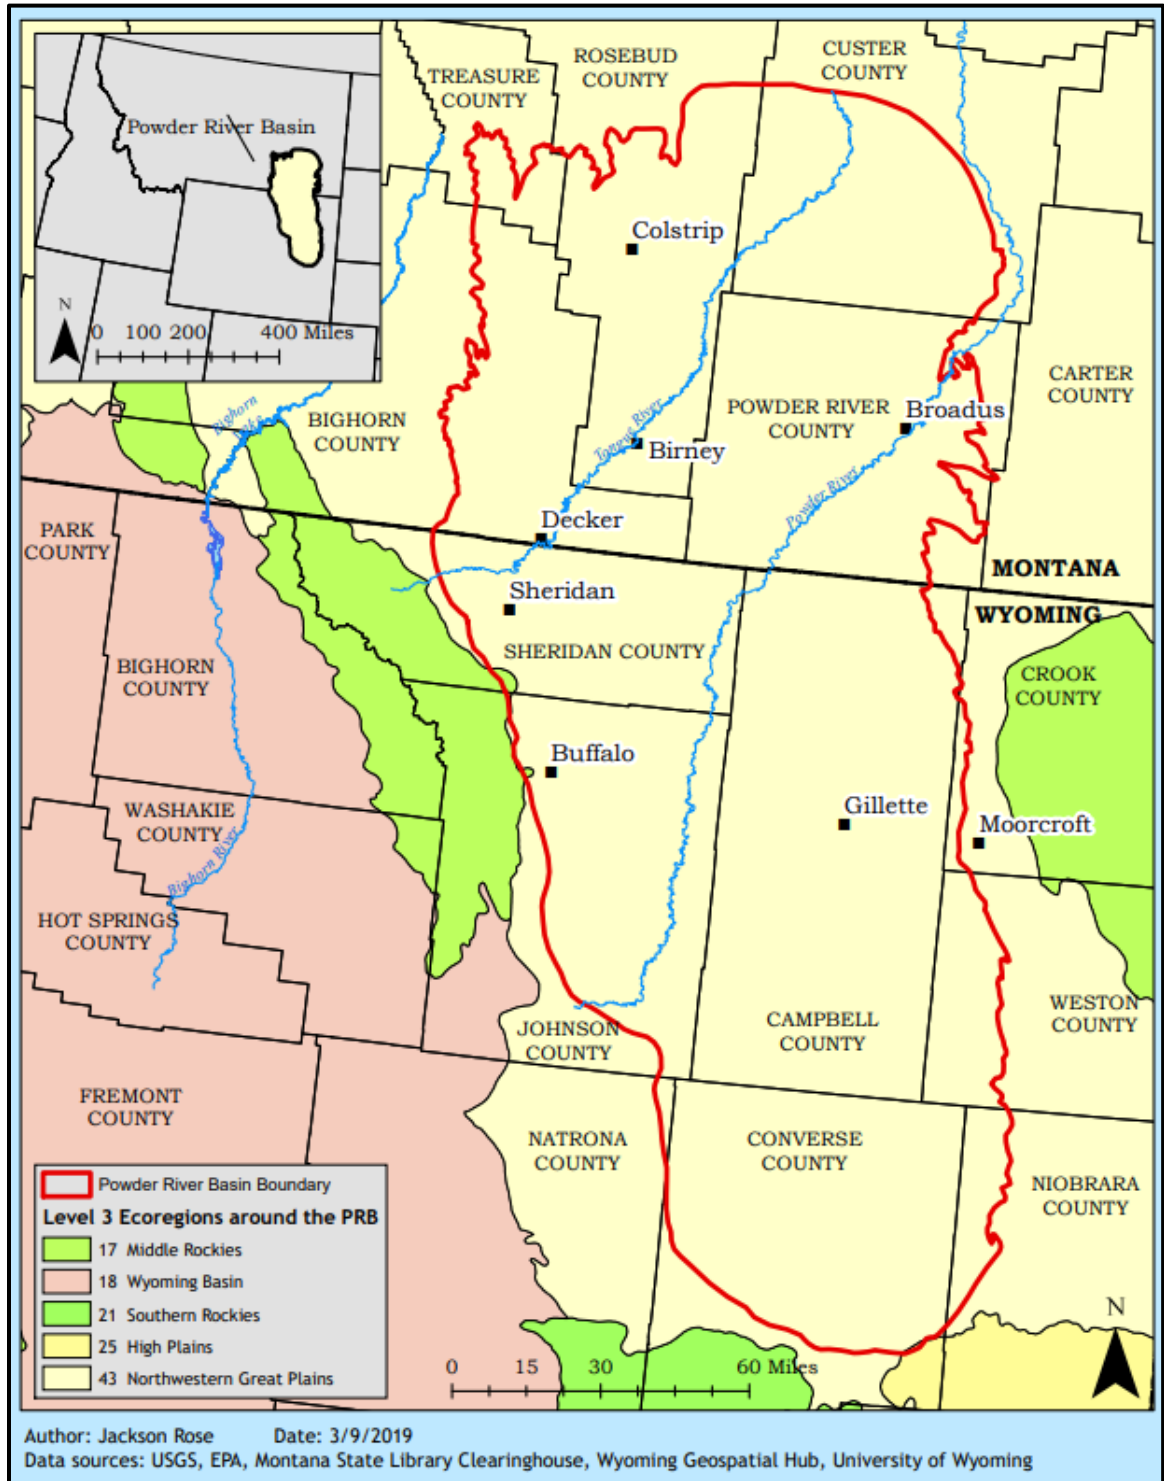 Powder River Basin
N
0 100 200 400 Miles
TREASURE
COUNTY
ROSEBUD
COUNTY
CUSTER
COUNTY
Colstrip
CARTER
COUNTY
Bighorn
Lake
BIGHORN
COUNTY
POWDER RIVER
COUNTY
Broadus
Tongue River
Birney
Powder River
Decker
PARK
COUNTY
MONTANA
WYOMING
Sheridan
SHERIDAN COUNTY
BIGHORN
COUNTY
CROOK
COUNTY
Buffalo
Gillette
Moorcroft
WASHAKIE
COUNTY
Bighorn River
HOT SPRINGS
COUNTY
JOHNSON
COUNTY
CAMPBELL
COUNTY
WESTON
COUNTY
FREMONT
COUNTY
NATRONA
COUNTY
CONVERSE
COUNTY
NIOBRARA
COUNTY
Powder River Basin Boundary
Level 3 Ecoregions around the PRB
17 Middle Rockies
18 Wyoming Basin
21 Southern Rockies
25 High Plains
43 Northwestern Great Plains
0 15 30 60 Miles
N
Author: Jackson Rose Date: 3/9/2019
Data sources: USGS, EPA, Montana State Library Clearinghouse, Wyoming Geospatial Hub, University of Wyoming